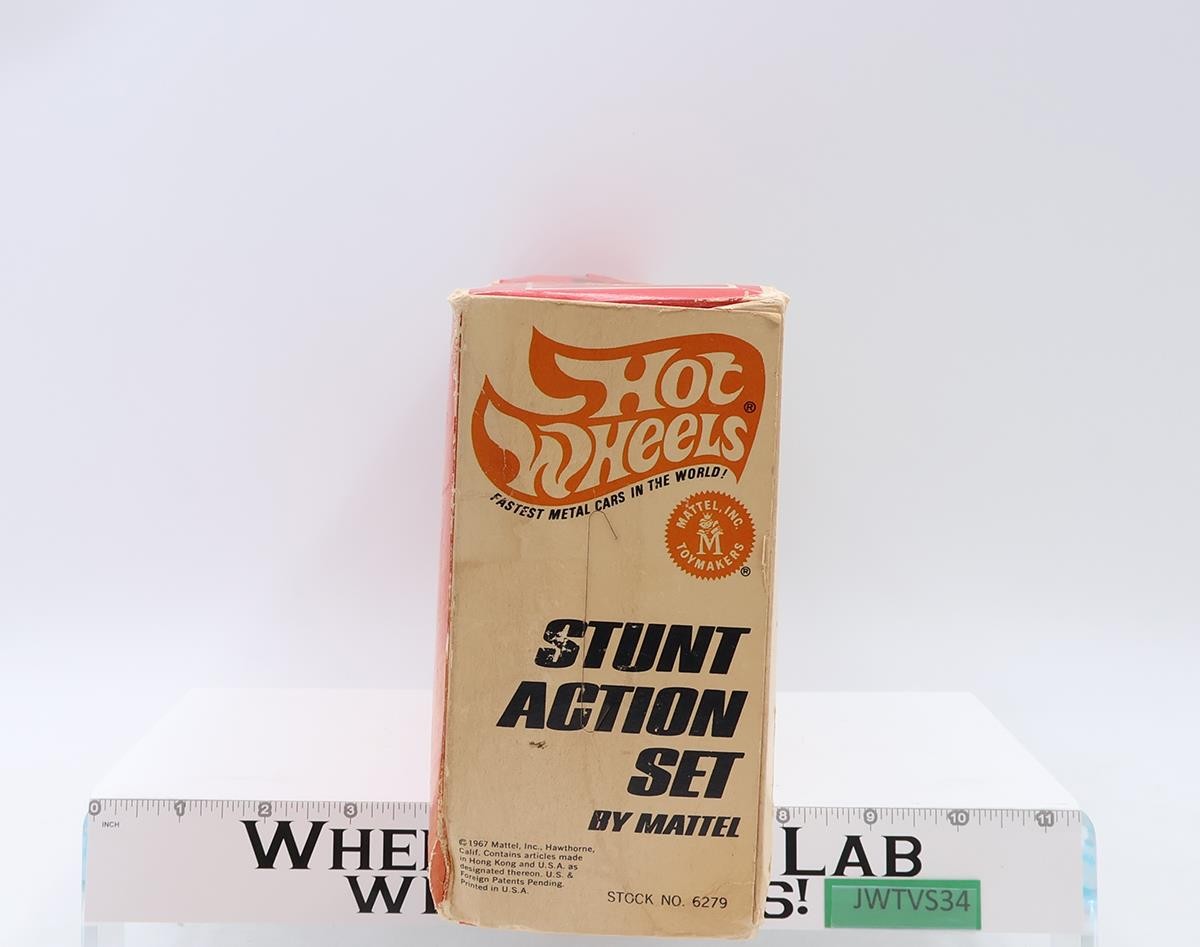 Hot
Wheels®
FASTEST METAL CARS IN THE WORLD!
MATTEL, INC.
M
TOYMAKERS
®
STUNT
ACTION
SET
BY MATTEL
0 1 2 3 8 9 10 11
INCH
WHE LAB
W S!
JWTVS34
©1967 Mattel, Inc., Hawthorne,
Calif. Contains articles made
in Hong Kong and U.S.A. as
designated thereon. U.S. &
Foreign Patents Pending.
Printed in U.S.A.
STOCK NO. 6279